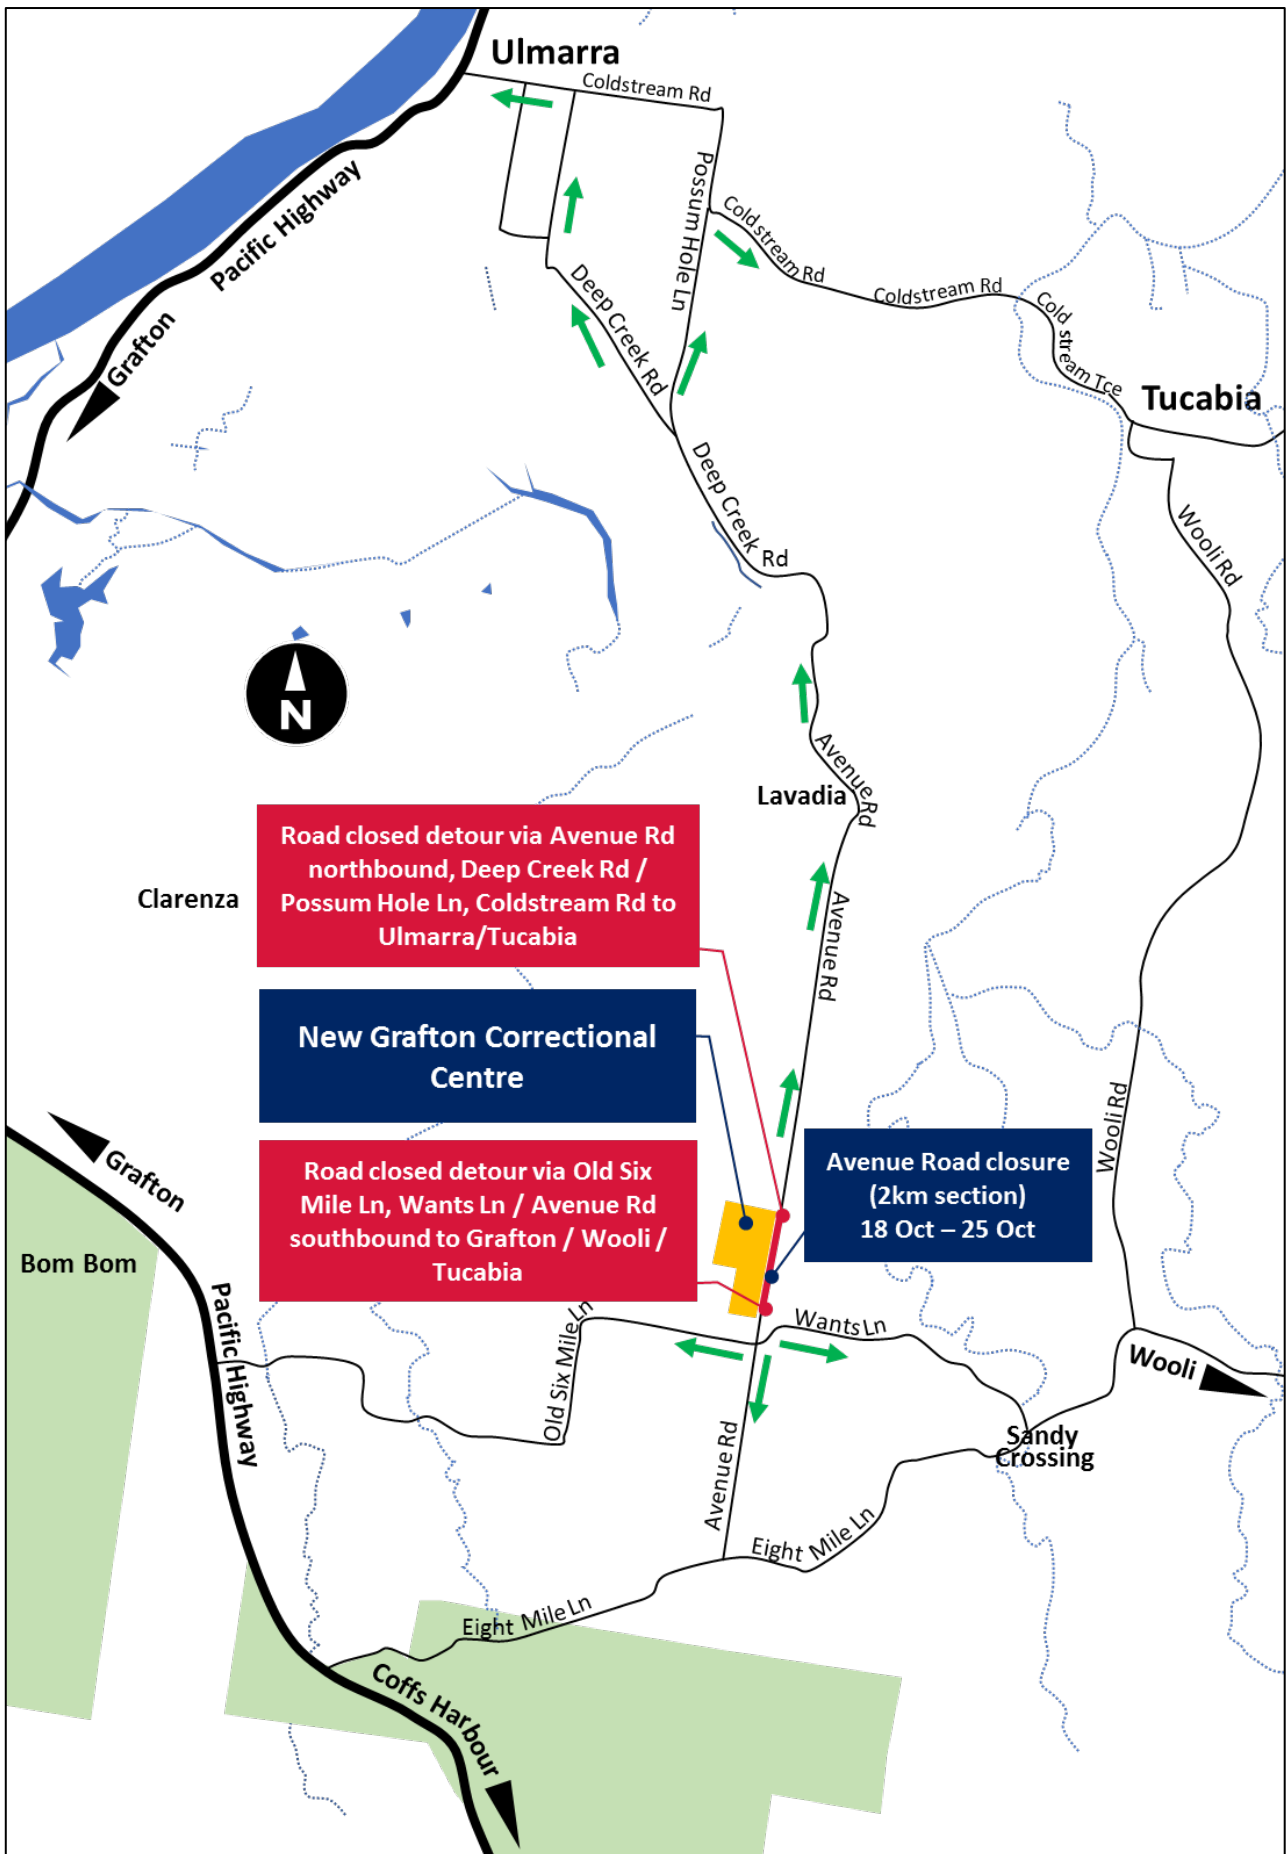 Ulmarra
Coldstream Rd
Possum Hole Ln
Coldstream Rd
Coldstream Rd
Cold stream Tce
Tucabia
Pacific Highway
Grafton
Deep Creek Rd
Deep Creek Rd
Wooli Rd
N
Avenue Rd
Lavadia
Road closed detour via Avenue Rd
northbound, Deep Creek Rd /
Possum Hole Ln, Coldstream Rd to
Ulmarra/Tucabia
Clarenza
Avenue Rd
New Grafton Correctional
Centre
Wooli Rd
Grafton
Road closed detour via Old Six
Mile Ln, Wants Ln / Avenue Rd
southbound to Grafton / Wooli /
Tucabia
Avenue Road closure
(2km section)
18 Oct – 25 Oct
Bom Bom
Pacific Highway
Old Six Mile Ln
Wants Ln
Wooli
Sandy
Crossing
Avenue Rd
Eight Mile Ln
Eight Mile Ln
Coffs Harbour